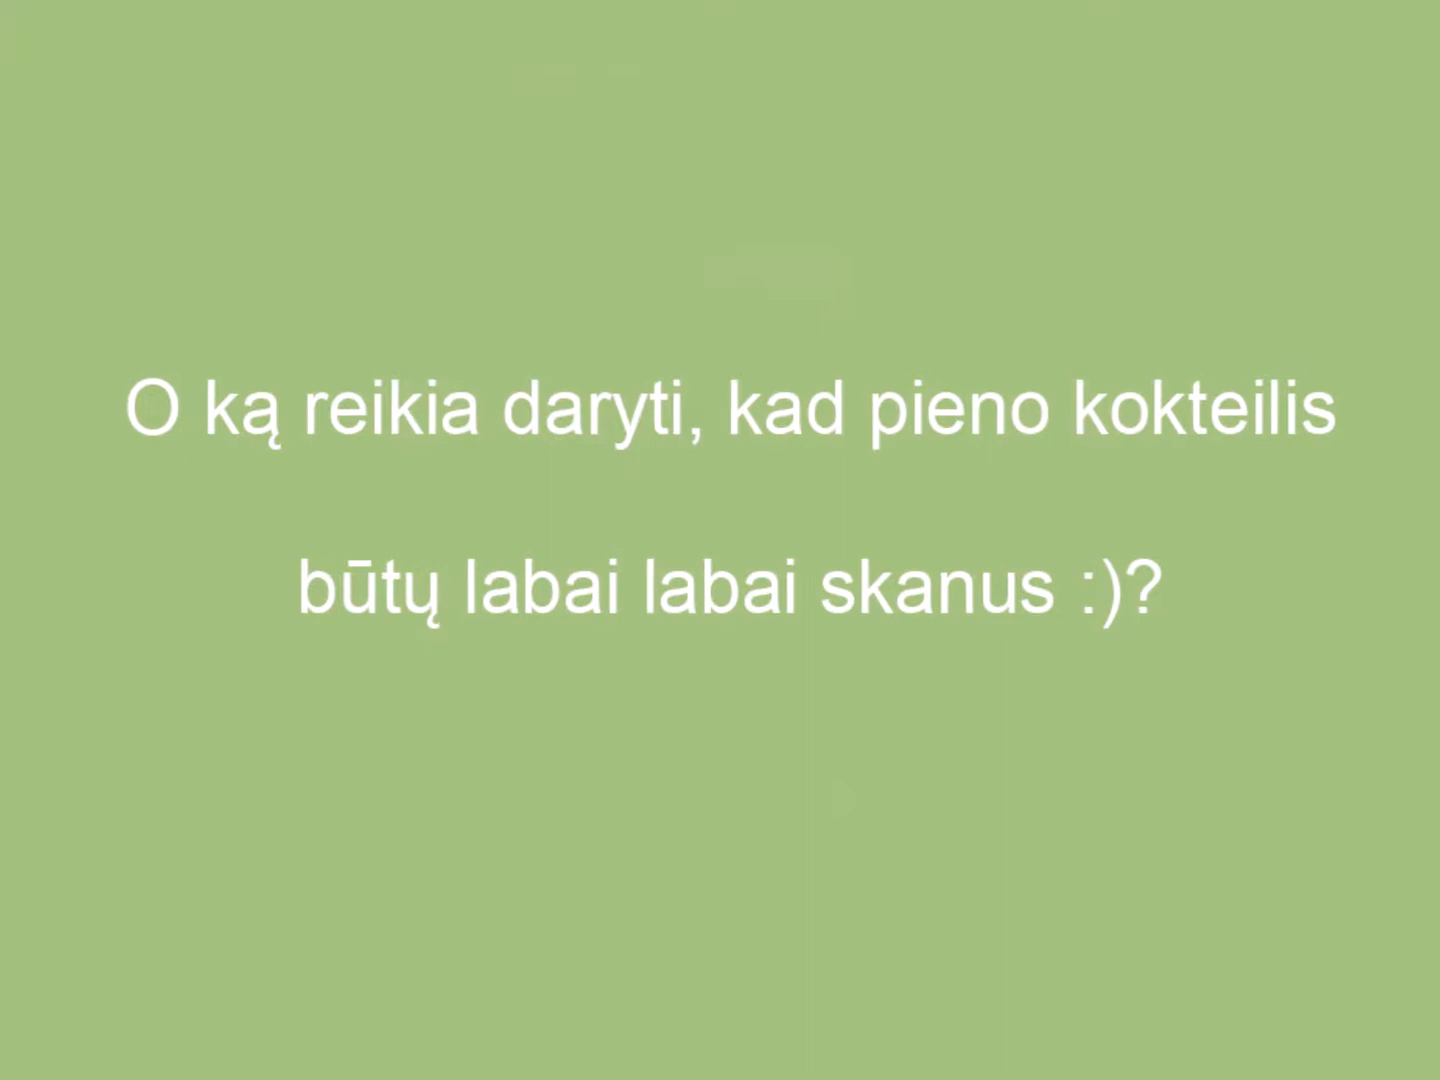 O ką reikia daryti, kad pieno kokteilis
būtų labai labai skanus :)?